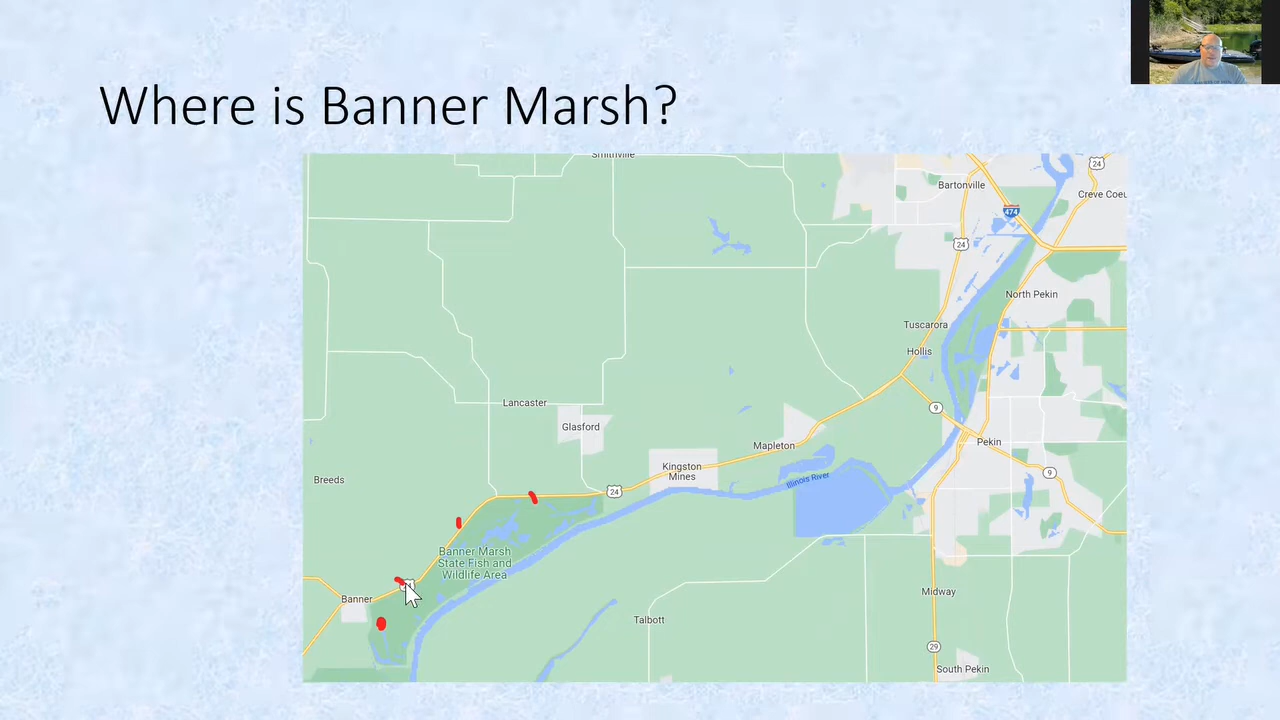 Where is Banner Marsh?
Smithville
24
Bartonville
Creve Coeu
474
24
North Pekin
Tuscarora
Hollis
Lancaster
9
Glasford
Mapleton
Pekin
Kingston
Mines
9
Breeds
Illinois River
24
Banner Marsh
State Fish and
Wildlife Area
Banner
Midway
Talbott
29
South Pekin